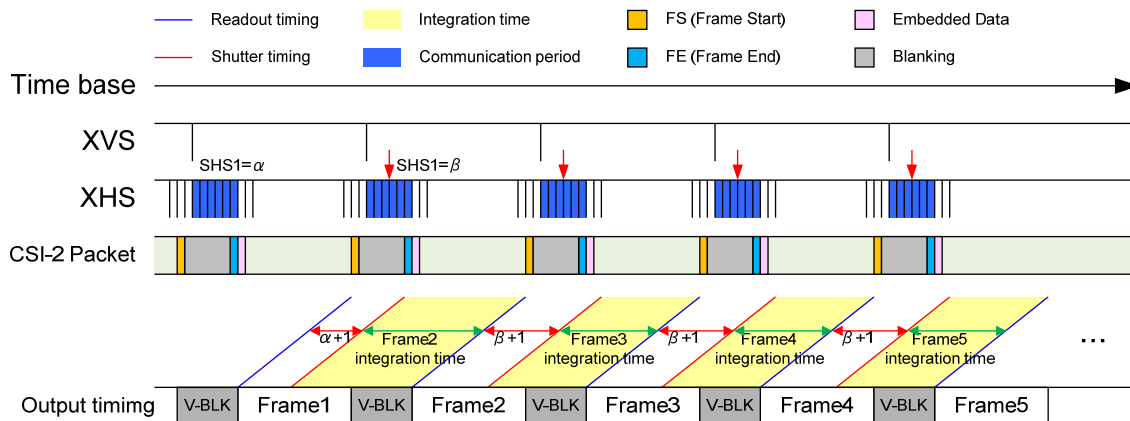 Readout timing
Integration time
FS (Frame Start)
Embedded Data
Shutter timing
Communication period
FE (Frame End)
Blanking
Time base
XVS
SHS1=α
SHS1=β
XHS
CSI-2 Packet
α+1
Frame2
integration time
β+1
Frame3
integration time
β+1
Frame4
integration time
β+1
Frame5
integration time
...
Output timimg
V-BLK
Frame1
V-BLK
Frame2
V-BLK
Frame3
V-BLK
Frame4
V-BLK
Frame5